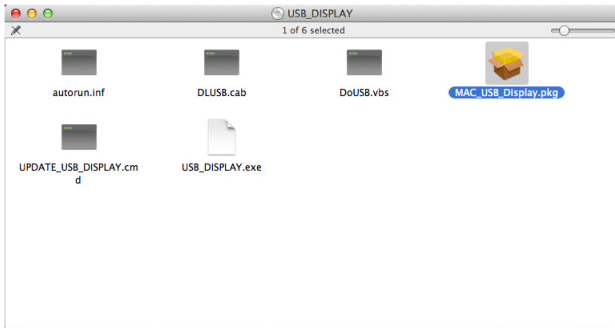 USB_DISPLAY
1 of 6 selected
autorun.inf
DLUSB.cab
DoUSB.vbs
MAC_USB_Display.pkg
UPDATE_USB_DISPLAY.cm
d
USB_DISPLAY.exe